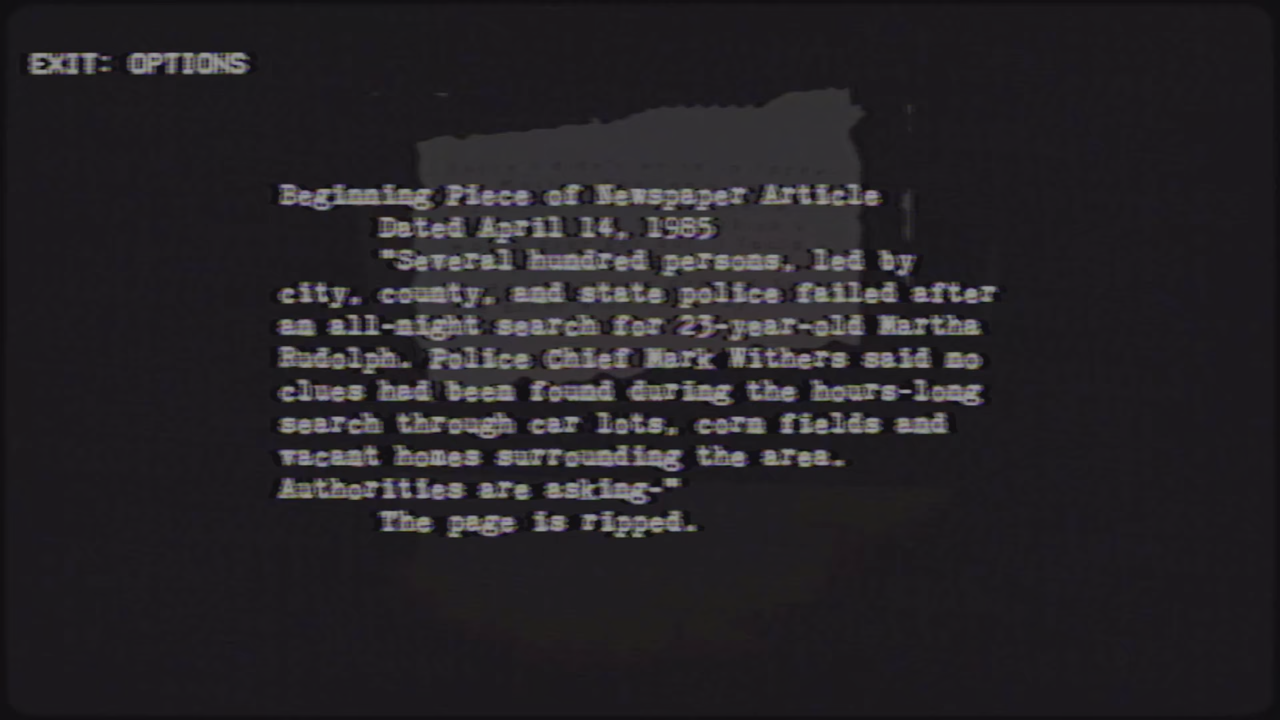 EXIT: OPTIONS
Beginning Piece of Newspaper Article
Dated April 14, 1985
"Several hundred persons, led by
city, county, and state police failed after
an all-night search for 23-year-old Martha
Rudolph. Police Chief Mark Withers said no
clues had been found during the hours-long
search through car lots, corn fields and
vacant homes surrounding the area.
Authorities are asking-"
The page is ripped.